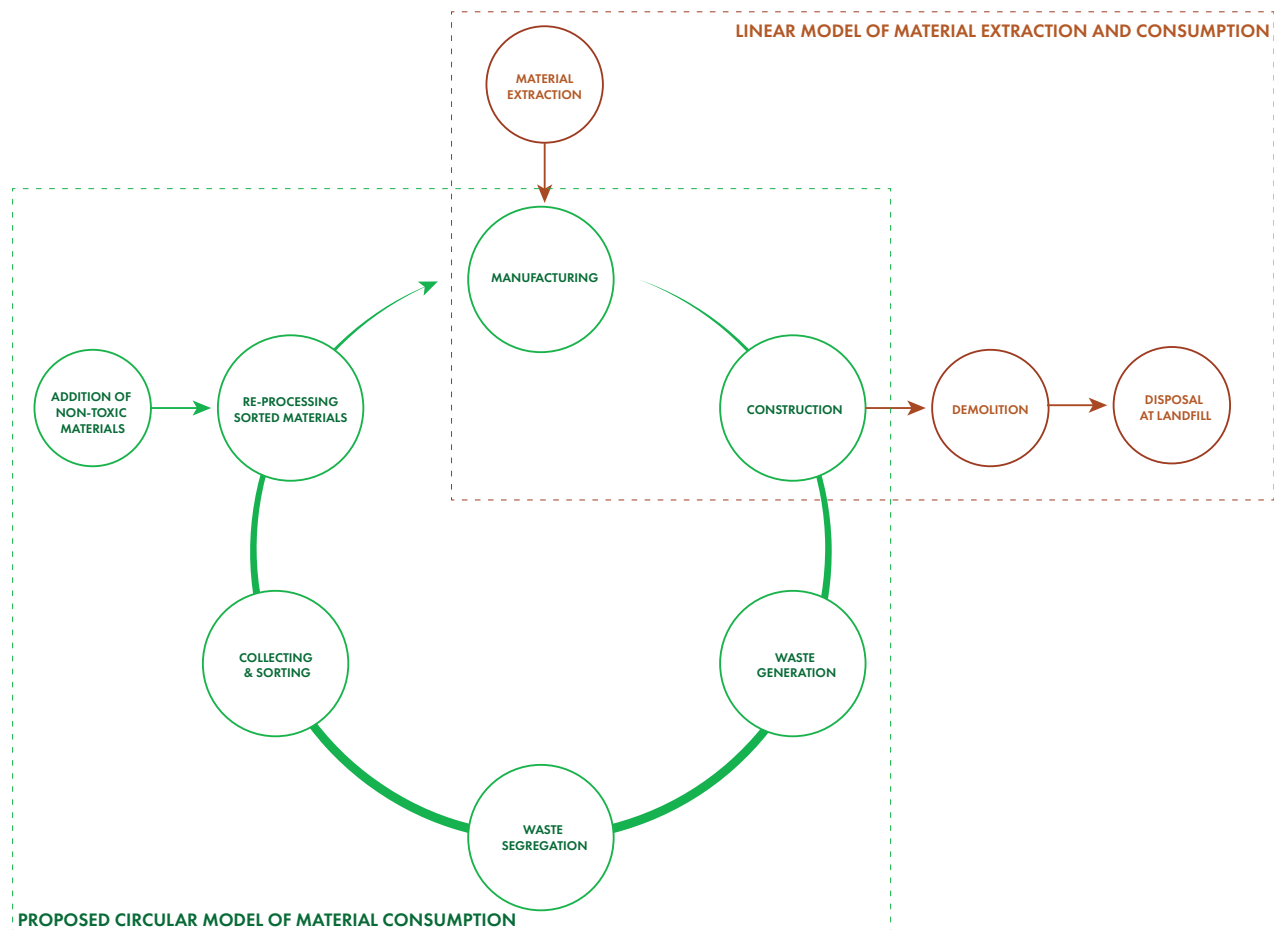 LINEAR MODEL OF MATERIAL EXTRACTION AND CONSUMPTION
MATERIAL
EXTRACTION
MANUFACTURING
ADDITION OF
NON-TOXIC
MATERIALS
RE-PROCESSING
SORTED MATERIALS
CONSTRUCTION
DEMOLITION
DISPOSAL
AT LANDFILL
COLLECTING
& SORTING
WASTE
GENERATION
WASTE
SEGREGATION
PROPOSED CIRCULAR MODEL OF MATERIAL CONSUMPTION